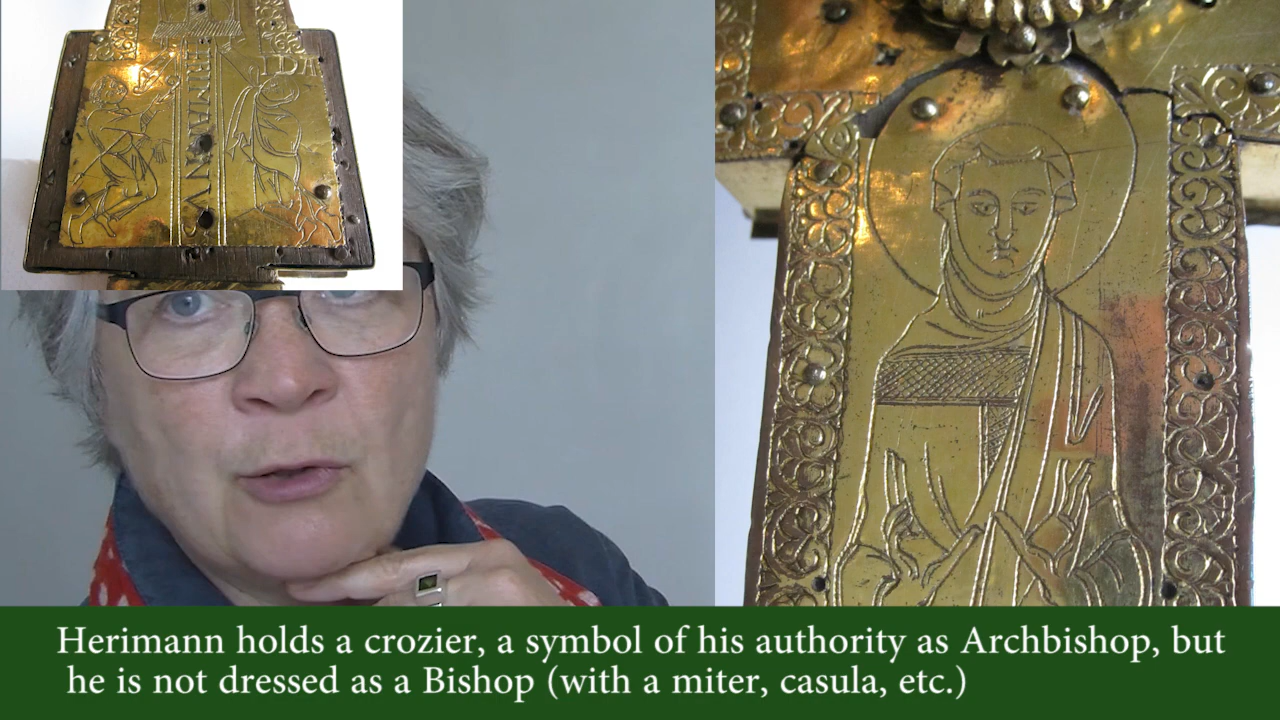 HERIMANNVS
IDA
Herimann holds a crozier, a symbol of his authority as Archbishop, but
he is not dressed as a Bishop (with a miter, casula, etc.)